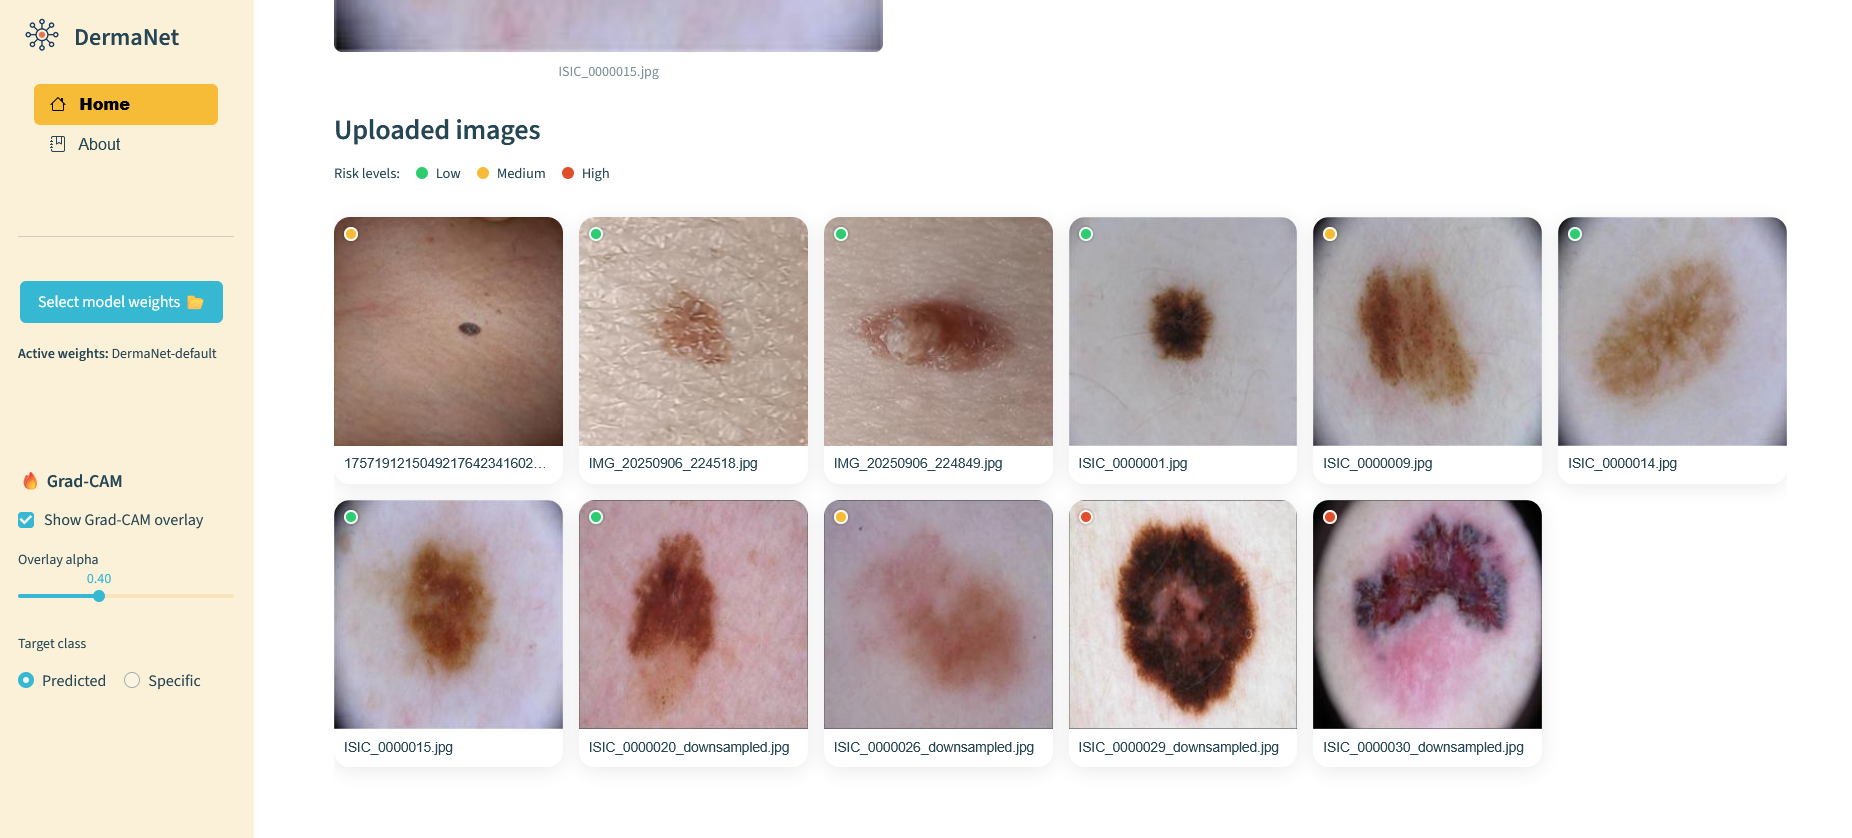 DermaNet
Home
About
Select model weights
Active weights: DermaNet-default
Grad-CAM
Show Grad-CAM overlay
Overlay alpha
0.40
Target class
Predicted Specific
ISIC_0000015.jpg
Uploaded images
Risk levels: Low Medium High
1757191215049217642341602...
IMG_20250906_224518.jpg
IMG_20250906_224849.jpg
ISIC_0000001.jpg
ISIC_0000009.jpg
ISIC_0000014.jpg
ISIC_0000015.jpg
ISIC_0000020_downsampled.jpg
ISIC_0000026_downsampled.jpg
ISIC_0000029_downsampled.jpg
ISIC_0000030_downsampled.jpg